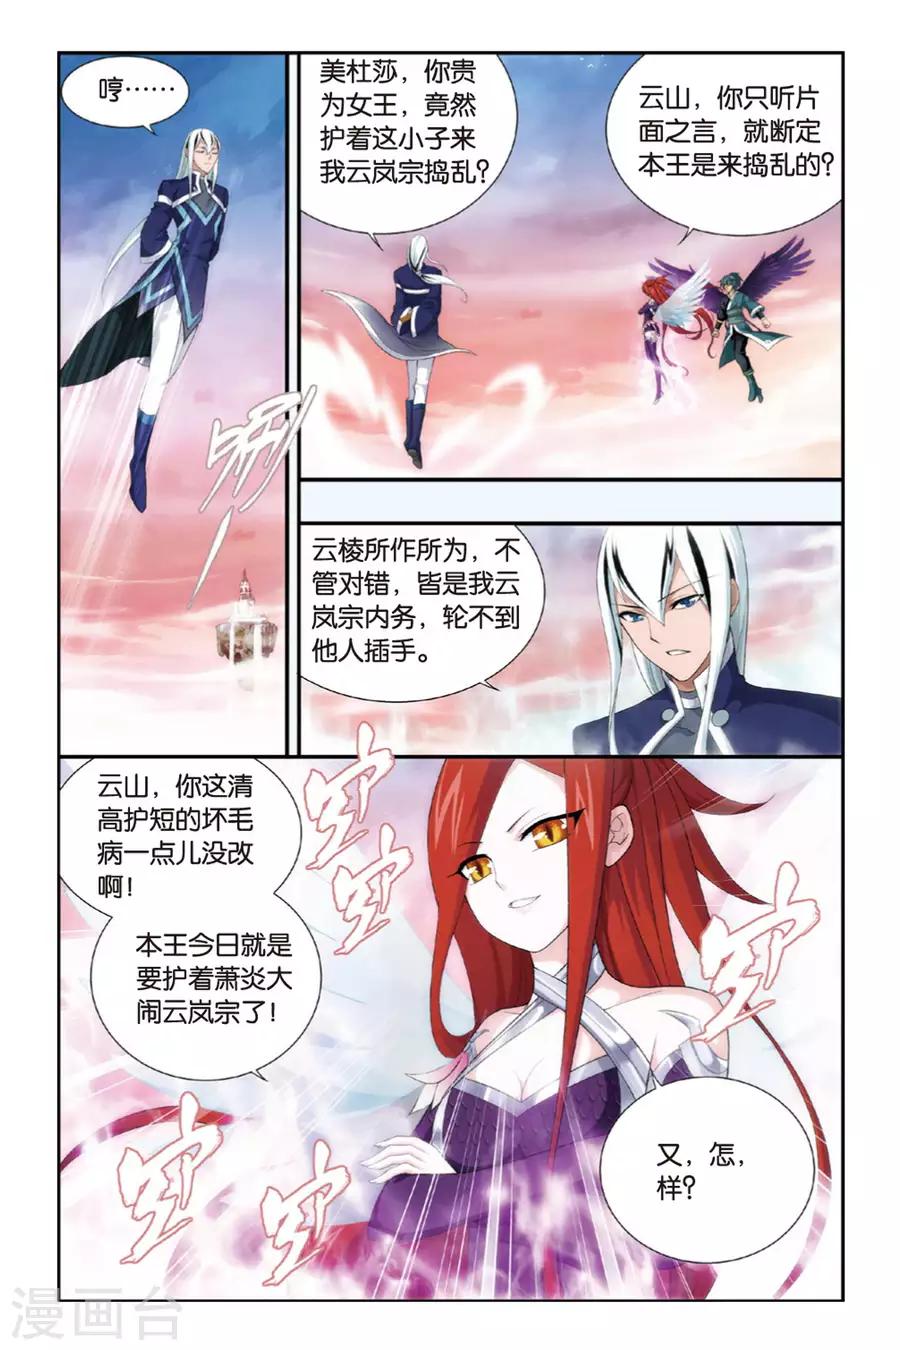 哼……
美杜莎，你贵
为女王，竟然
护着这小子来
我云岚宗捣乱？
云山，你只听片
面之言，就断定
本王是来捣乱的？
云棱所作所为，不
管对错，皆是我云
岚宗内务，轮不到
他人插手。
云山，你这清
高护短的坏毛
病一点儿没改
啊！
本王今日就是
要护着萧炎大
闹云岚宗了！
又，怎，
样？
漫画台